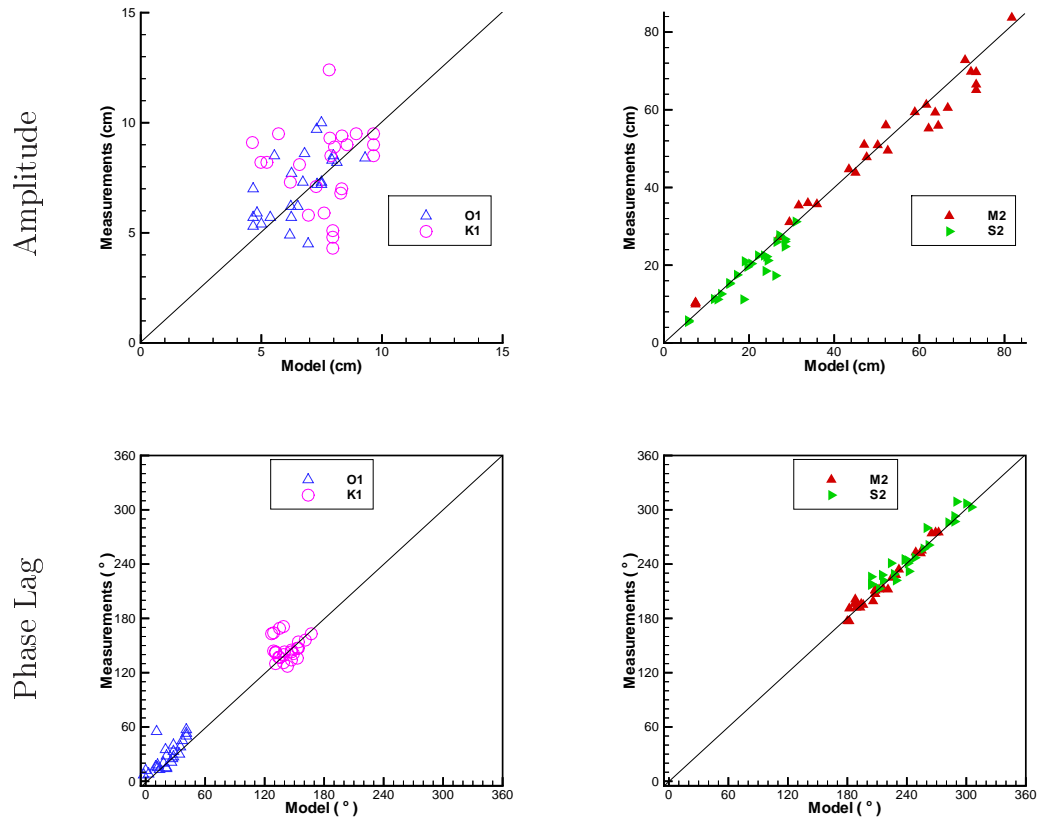 Amplitude
Measurements (cm)
15
10
5
0
0 5 10 15
Model (cm)
O1
K1
Measurements (cm)
80
60
40
20
0
0 20 40 60 80
Model (cm)
M2
S2
Phase Lag
Measurements ( ° )
360
300
240
180
120
60
0
0 60 120 180 240 300 360
Model ( ° )
O1
K1
Measurements ( ° )
360
300
240
180
120
60
0
0 60 120 180 240 300 360
Model ( ° )
M2
S2